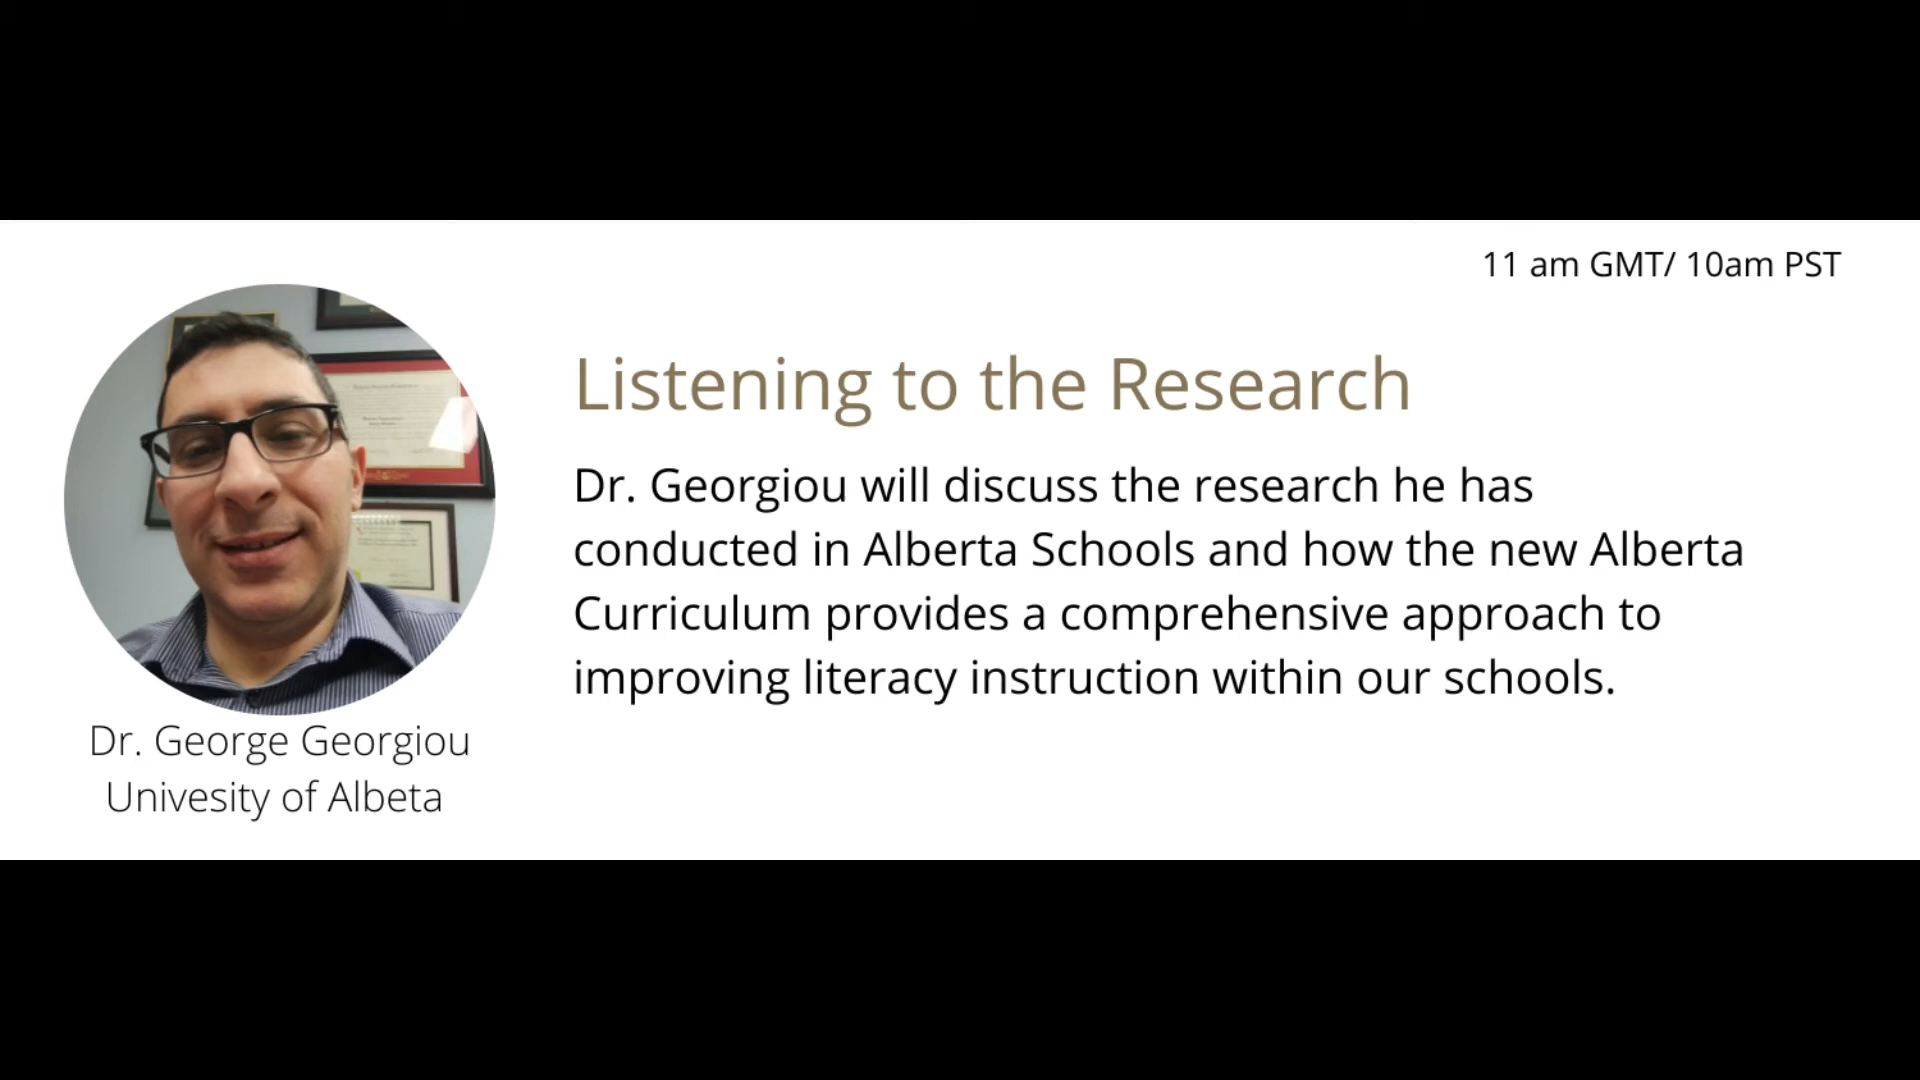 11 am GMT/ 10am PST
Listening to the Research
Dr. Georgiou will discuss the research he has
conducted in Alberta Schools and how the new Alberta
Curriculum provides a comprehensive approach to
improving literacy instruction within our schools.
Dr. George Georgiou
Univesity of Albeta